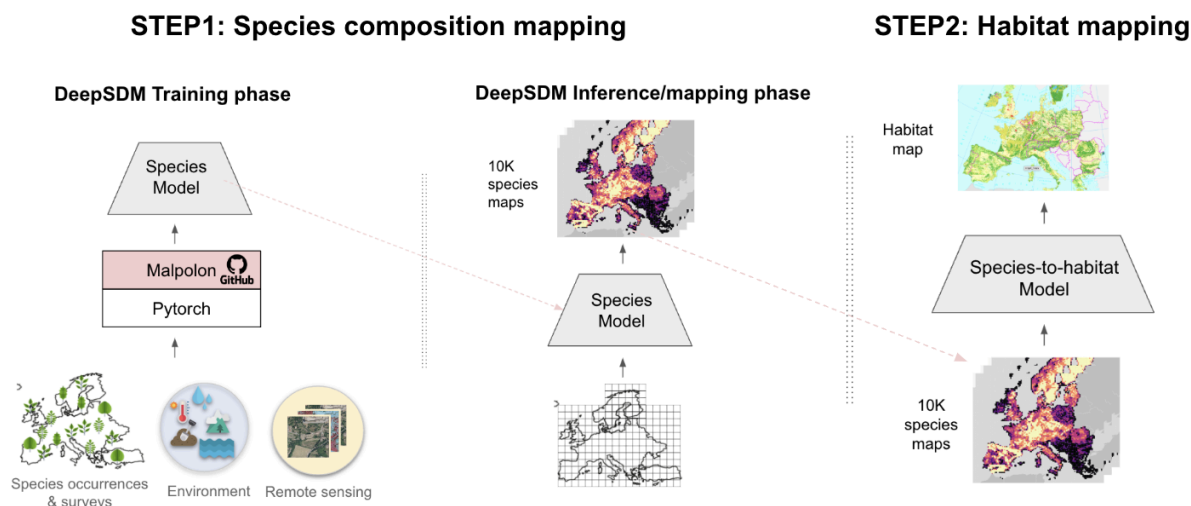 STEP1: Species composition mapping
STEP2: Habitat mapping
DeepSDM Training phase
DeepSDM Inference/mapping phase
Species
Model
Malpolon
GitHub
Pytorch
Species occurrences
& surveys
Environment
Remote sensing
10K
species
maps
Species
Model
Habitat
map
Species-to-habitat
Model
10K
species
maps